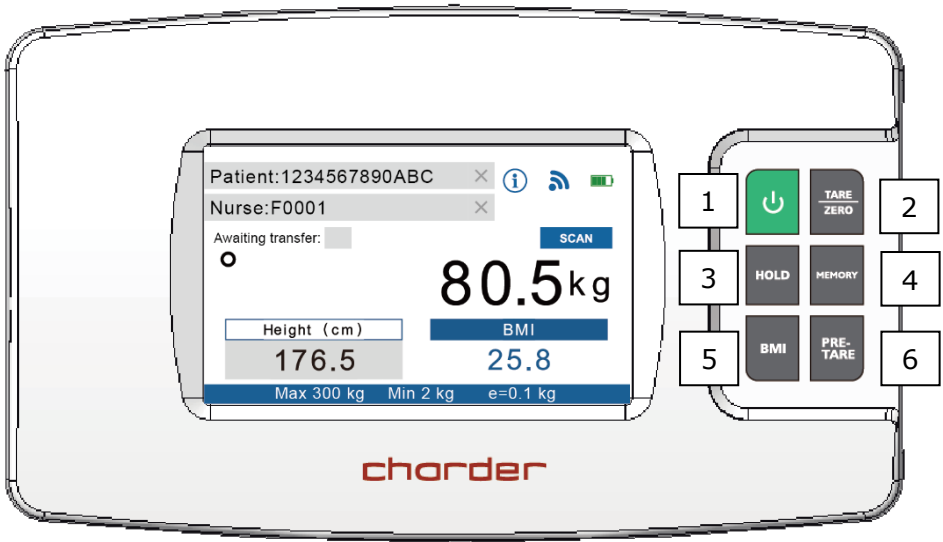 Patient:1234567890ABC ×
Nurse:F0001 ×
Awaiting transfer:
SCAN
80.5kg
Height (cm) BMI
176.5 25.8
Max 300 kg Min 2 kg e=0.1 kg
charder
1 TARE 2
ZERO
3 HOLD MEMORY 4
5 BMI PRE- 6
TARE